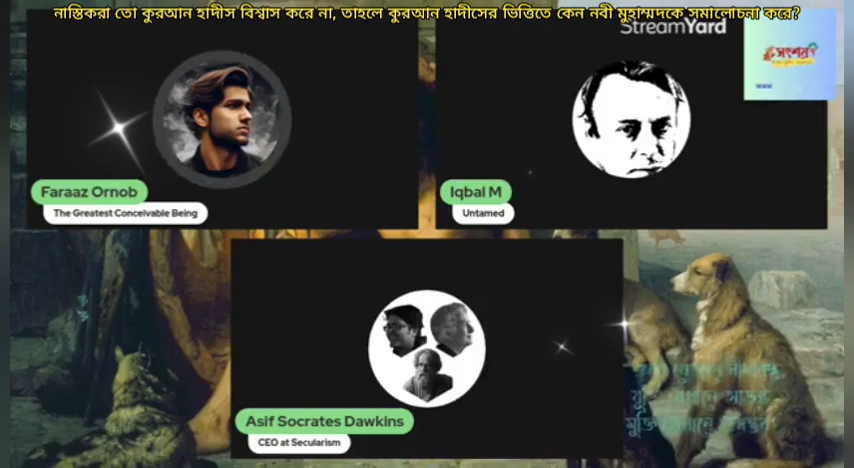 নাস্তিকরা তো কুরআন হাদীস বিশ্বাস করে না, তাহলে কুরআন হাদীসের ভিত্তিতে কেন নবী মুহাম্মদকে সমালোচনা করে?
StreamYard
সংশয়
Faraaz Ornob
The Greatest Conceivable Being
Iqbal M
Untamed
Asif Socrates Dawkins
CEO at Secularism